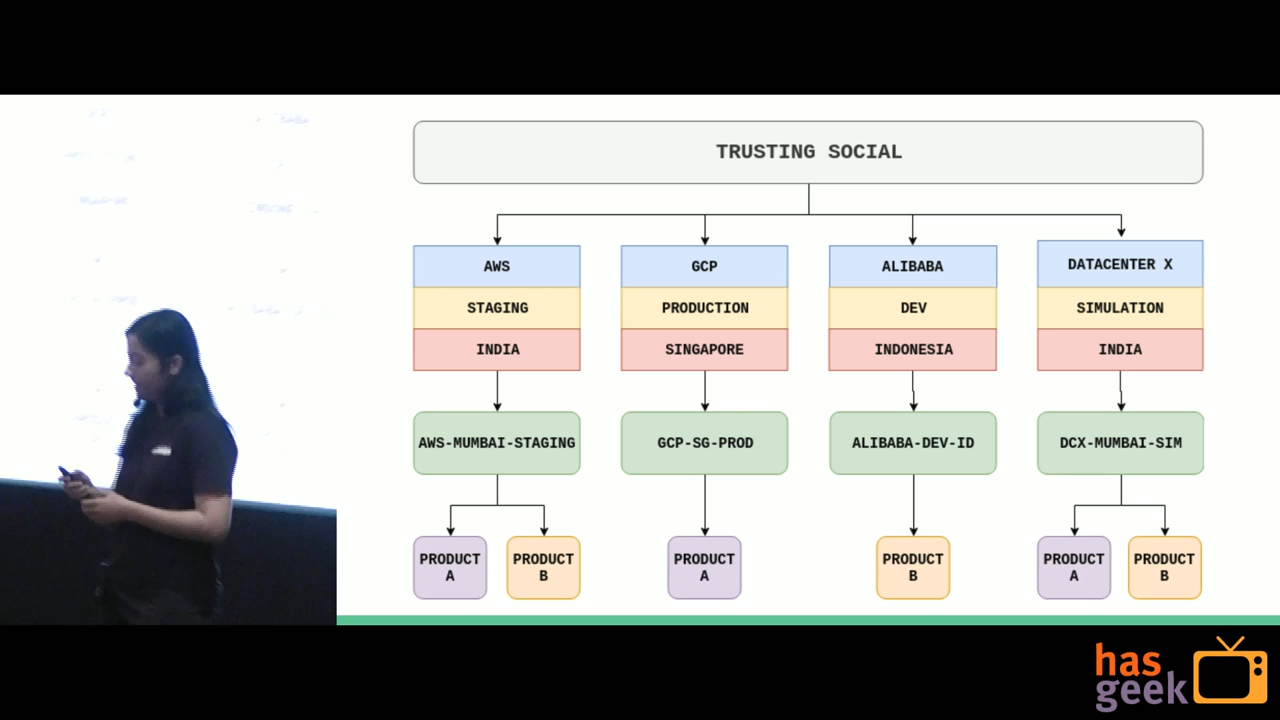 TRUSTING SOCIAL
AWS
GCP
ALIBABA
DATACENTER X
STAGING
PRODUCTION
DEV
SIMULATION
INDIA
SINGAPORE
INDONESIA
INDIA
AWS-MUMBAI-STAGING
GCP-SG-PROD
ALIBABA-DEV-ID
DCX-MUMBAI-SIM
PRODUCT
A
PRODUCT
B
PRODUCT
A
PRODUCT
B
PRODUCT
A
PRODUCT
B
has
geek